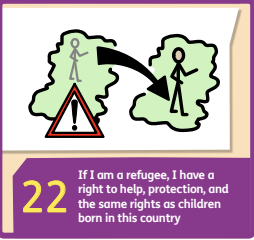 22
If I am a refugee, I have a
right to help, protection, and
the same rights as children
born in this country